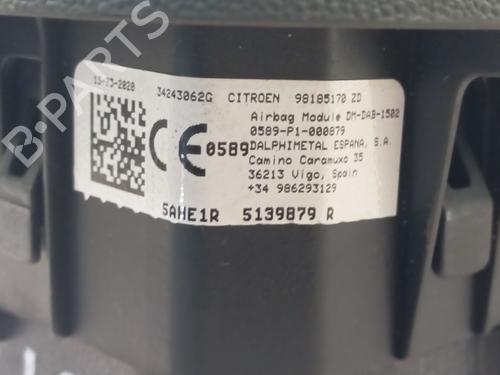 13-03-2020 34243062G CITROEN 98185170 ZD
Airbag Module DM-DAB-1502
0589-P1-000879
CE 0589 DALPHIMETAL ESPANA, S.A.
Camino Caramuxo 35
36213 Vigo, Spain
+34 986293129
5AHE1R 5139879 R
B-PARTS